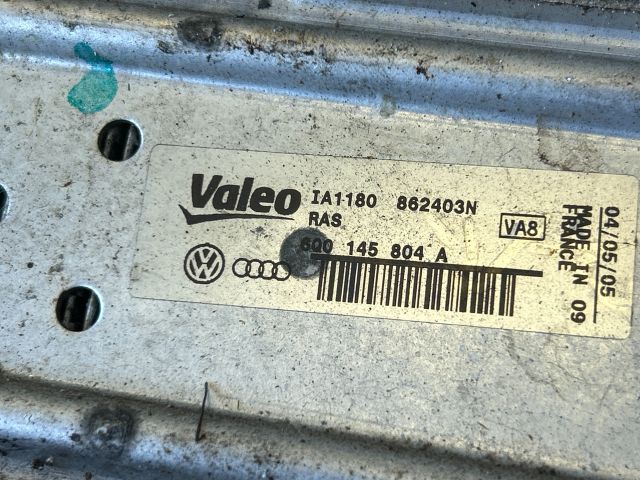 Valeo IA1180 862403N
RAS
VA8
6Q0 145 804 A
04/05/05
MADE IN 09
FRANCE